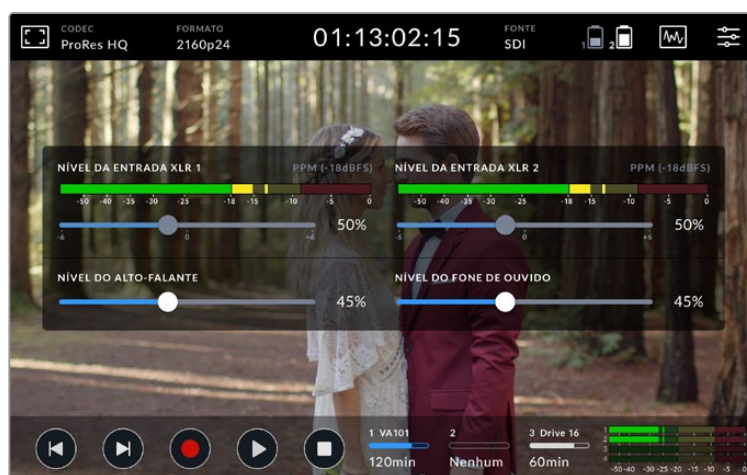 CODEC
ProRes HQ
FORMATO
2160p24
01:13:02:15
FONTE
SDI
1
2
NÍVEL DA ENTRADA XLR 1
PPM (-18dBFS)
-50 -40 -35 -30 -25 -18 -15 -10 -5 0
50%
-6 0 +6
NÍVEL DA ENTRADA XLR 2
PPM (-18dBFS)
-50 -40 -35 -30 -25 -18 -15 -10 -5 0
50%
-6 0 +6
NÍVEL DO ALTO-FALANTE
45%
NÍVEL DO FONE DE OUVIDO
45%
1 VA101
120min
2
Nenhum
3 Drive 16
60min
1
2
3
4
-50 -40 -30 -25 -20 -15 -10 -5